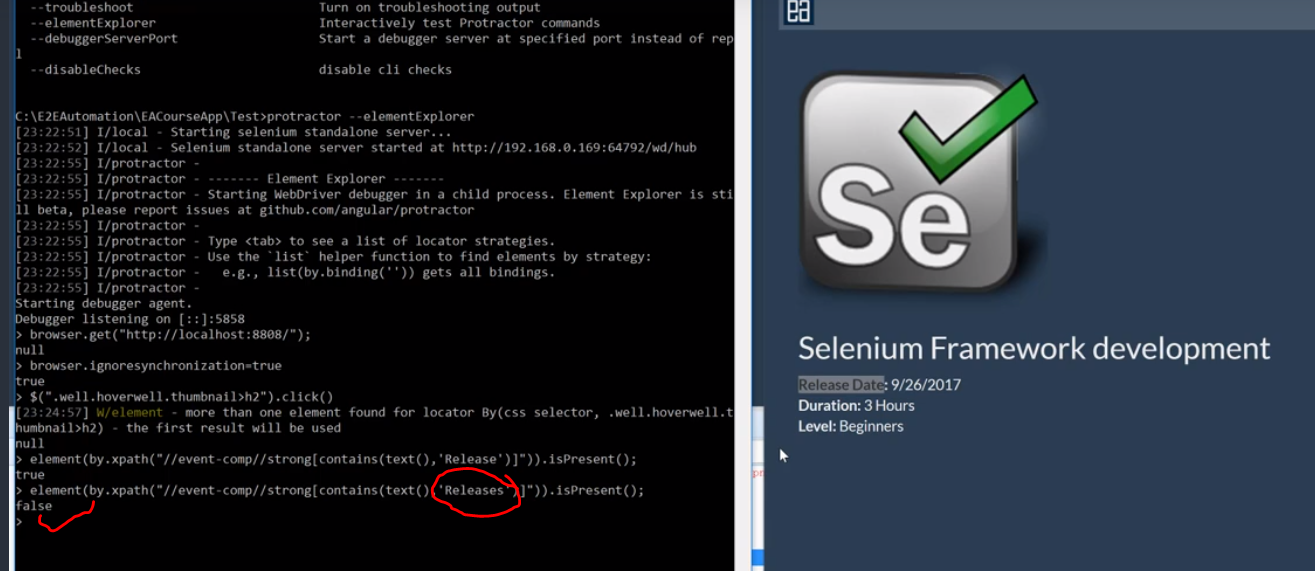 --troubleshoot Turn on troubleshooting output
--elementExplorer Interactively test Protractor commands
--debuggerServerPort Start a debugger server at specified port instead of rep
l
--disableChecks disable cli checks
C:\E2EAutomation\EACourseApp\Test>protractor --elementExplorer
[23:22:51] I/local - Starting selenium standalone server...
[23:22:52] I/local - Selenium standalone server started at http://192.168.0.169:64792/wd/hub
[23:22:55] I/protractor -
[23:22:55] I/protractor - ------- Element Explorer -------
[23:22:55] I/protractor - Starting WebDriver debugger in a child process. Element Explorer is sti
ll beta, please report issues at github.com/angular/protractor
[23:22:55] I/protractor -
[23:22:55] I/protractor - Type <tab> to see a list of locator strategies.
[23:22:55] I/protractor - Use the `list` helper function to find elements by strategy:
[23:22:55] I/protractor -   e.g., list(by.binding('')) gets all bindings.
[23:22:55] I/protractor -
Starting debugger agent.
Debugger listening on [::]:5858
> browser.get("http://localhost:8808/");
null
> browser.ignoresynchronization=true
true
> $(".well.hoverwell.thumbnail>h2").click()
[23:24:57] W/element - more than one element found for locator By(css selector, .well.hoverwell.t
humbnail>h2) - the first result will be used
null
> element(by.xpath("//event-comp//strong[contains(text(),'Release')]")).isPresent();
true
> element(by.xpath("//event-comp//strong[contains(text(),'Releases')]")).isPresent();
false
>
ea
Se
Selenium Framework development
Release Date: 9/26/2017
Duration: 3 Hours
Level: Beginners